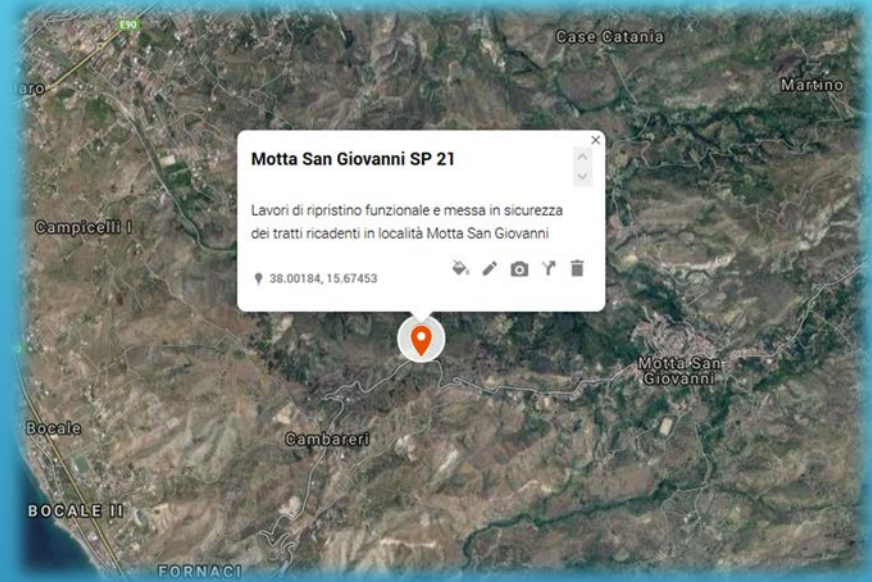 E90
Case Catania
laro
Martino
Motta San Giovanni SP 21
Lavori di ripristino funzionale e messa in sicurezza
dei tratti ricadenti in località Motta San Giovanni
38.00184, 15.67453
Campicelli I
Motta San
Giovanni
Bocale
Cambareri
BOCALE II
FORNACI